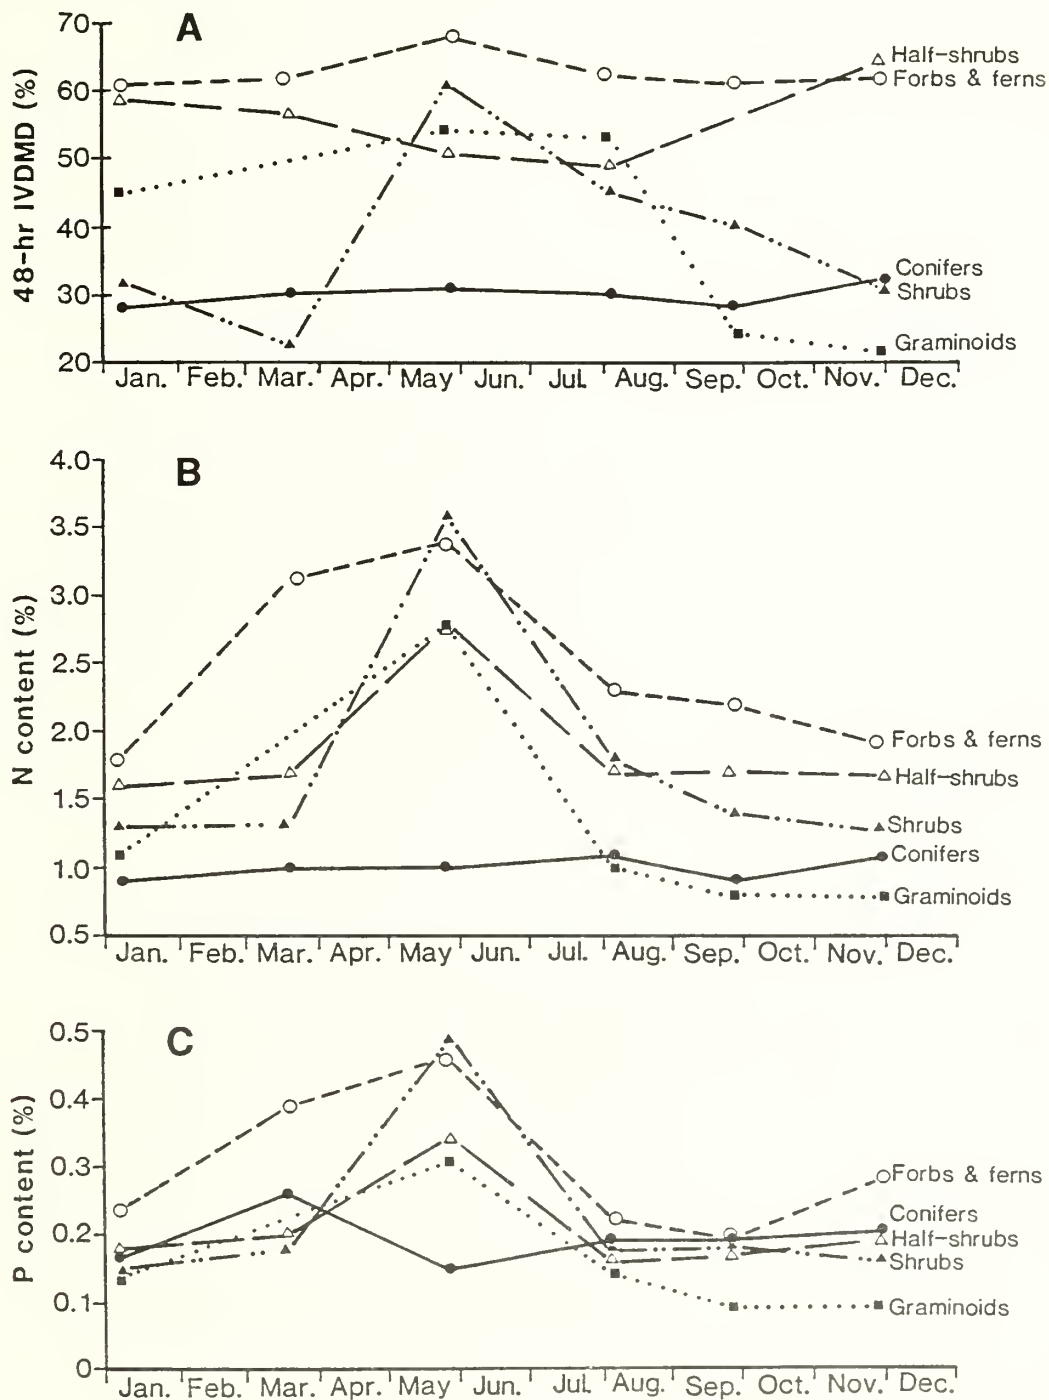 A
48-hr IVDMD (%)
70
60
50
40
30
20
Half-shrubs
Forbs & ferns
Conifers
Shrubs
Graminoids
Jan. Feb. Mar. Apr. May Jun. Jul. Aug. Sep. Oct. Nov. Dec.
B
N content (%)
4.0
3.5
3.0
2.5
2.0
1.5
1.0
0.5
Forbs & ferns
Half-shrubs
Shrubs
Conifers
Graminoids
Jan. Feb. Mar. Apr. May Jun. Jul. Aug. Sep. Oct. Nov. Dec.
C
P content (%)
0.5
0.4
0.3
0.2
0.1
0
Forbs & ferns
Conifers
Half-shrubs
Shrubs
Graminoids
Jan. Feb. Mar. Apr. May Jun. Jul. Aug. Sep. Oct. Nov. Dec.